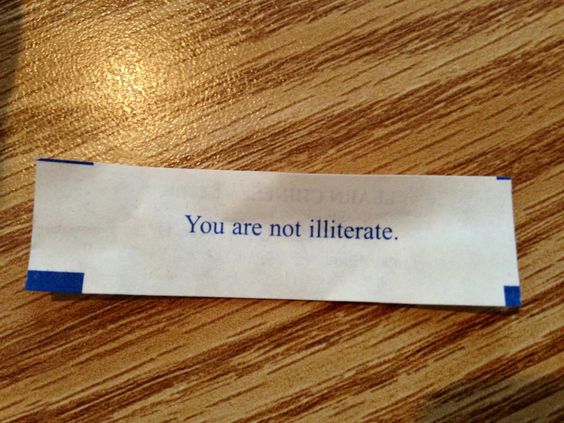 You are not illiterate.